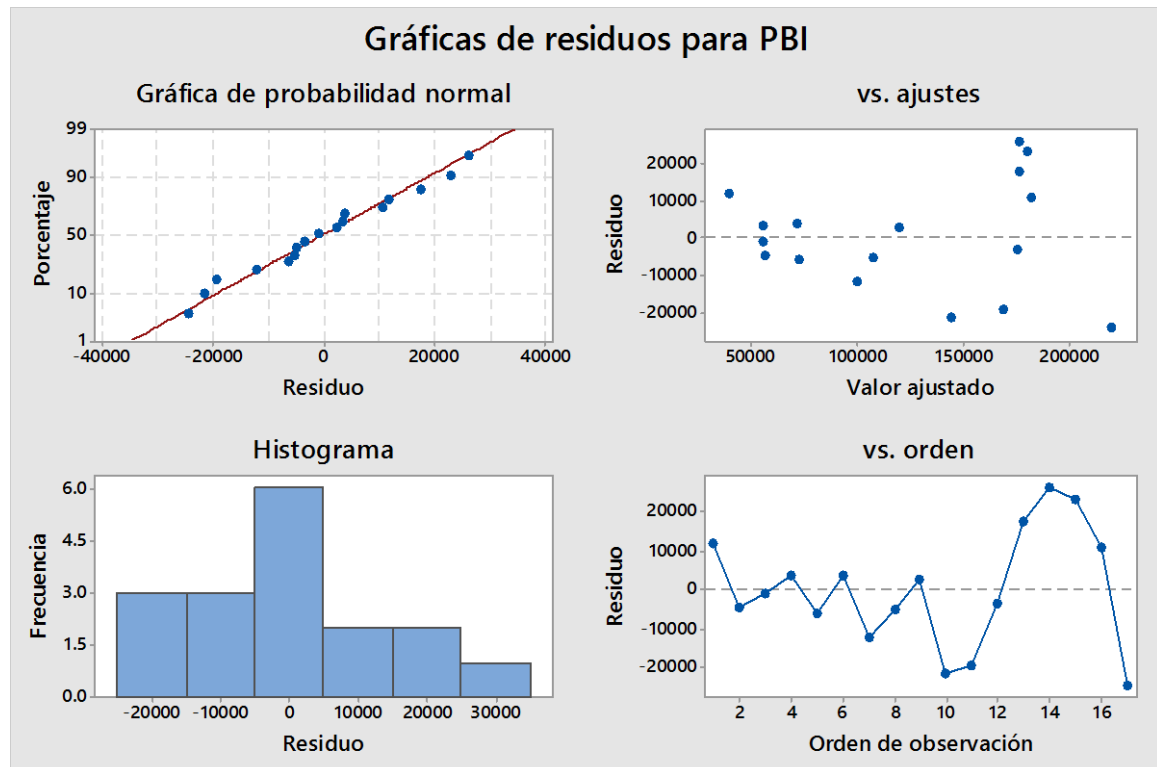 Gráficas de residuos para PBI
Gráfica de probabilidad normal
99
90
50
10
1
Porcentaje
-40000 -20000 0 20000 40000
Residuo
vs. ajustes
20000
10000
0
-10000
-20000
Residuo
50000 100000 150000 200000
Valor ajustado
Histograma
6.0
4.5
3.0
1.5
0.0
Frecuencia
-20000 -10000 0 10000 20000 30000
Residuo
vs. orden
20000
10000
0
-10000
-20000
Residuo
2 4 6 8 10 12 14 16
Orden de observación